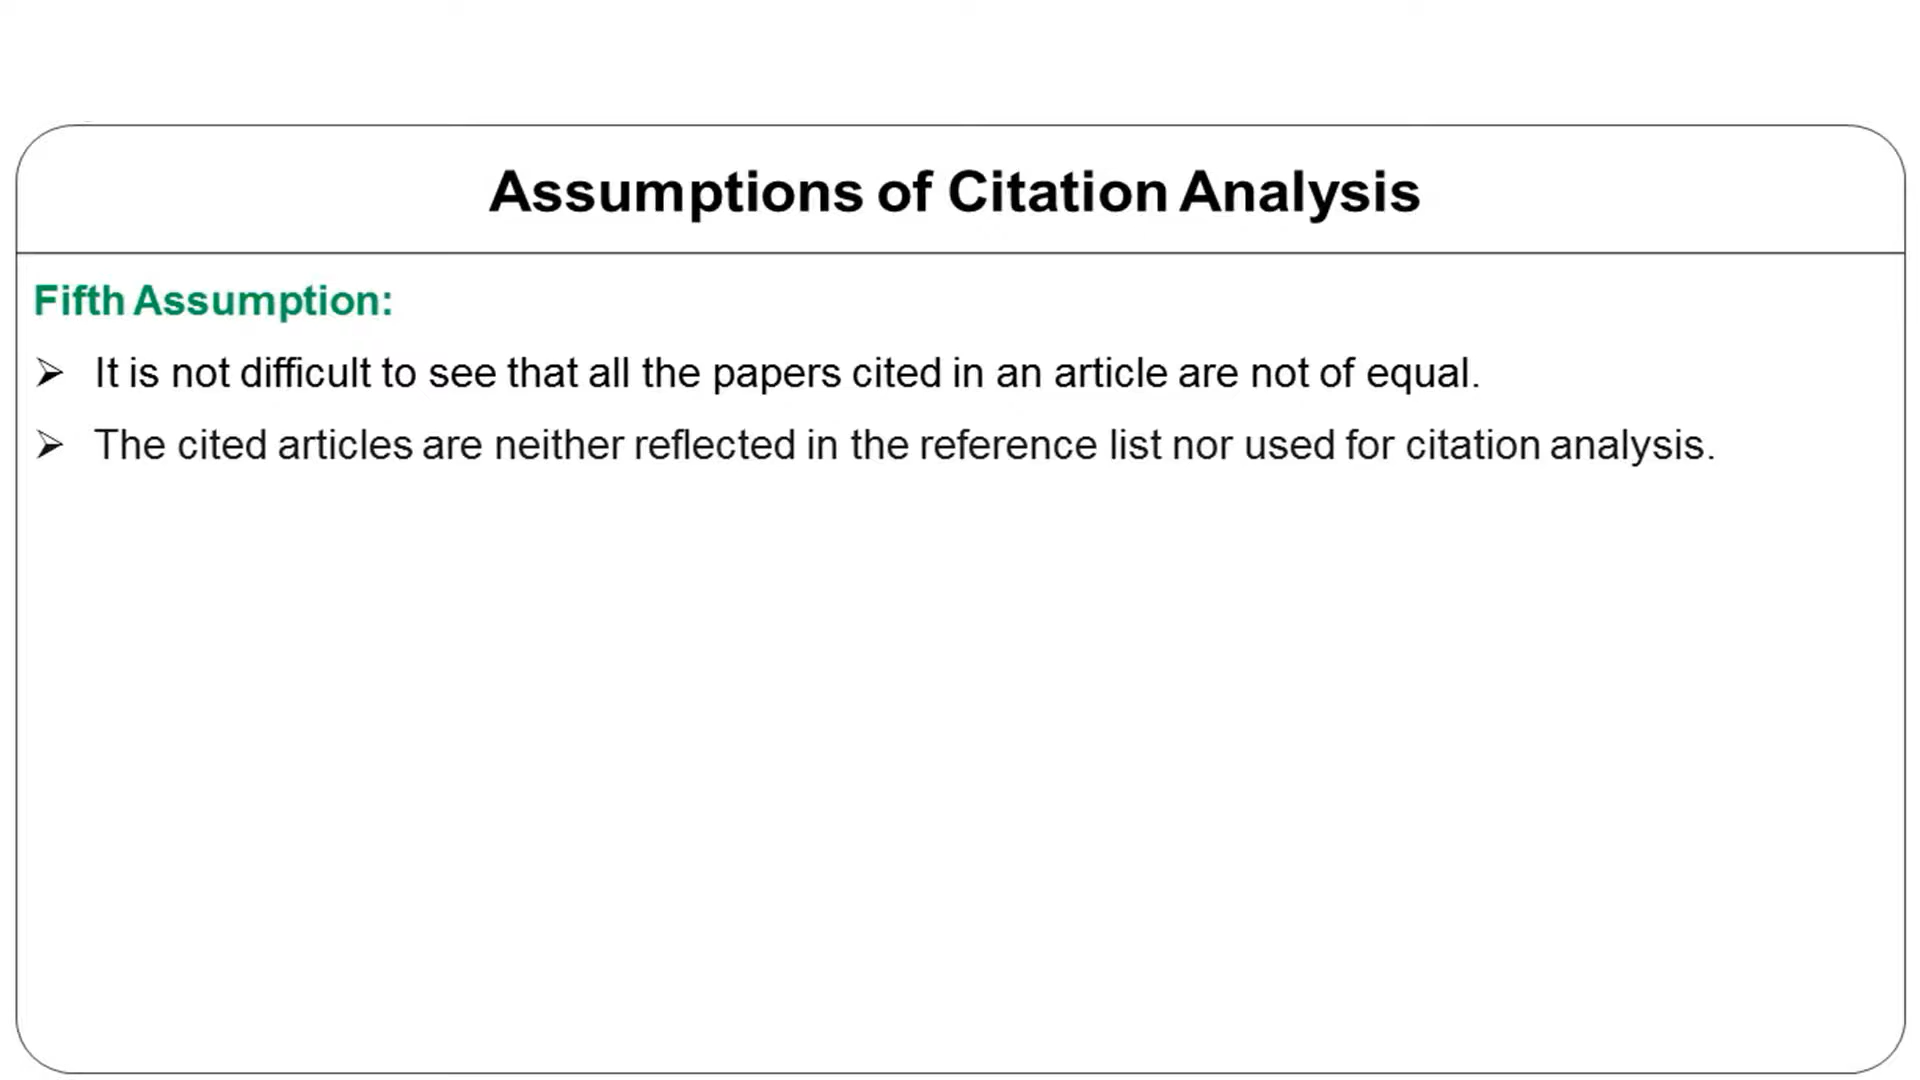 Assumptions of Citation Analysis
Fifth Assumption:
➢ It is not difficult to see that all the papers cited in an article are not of equal.
➢ The cited articles are neither reflected in the reference list nor used for citation analysis.